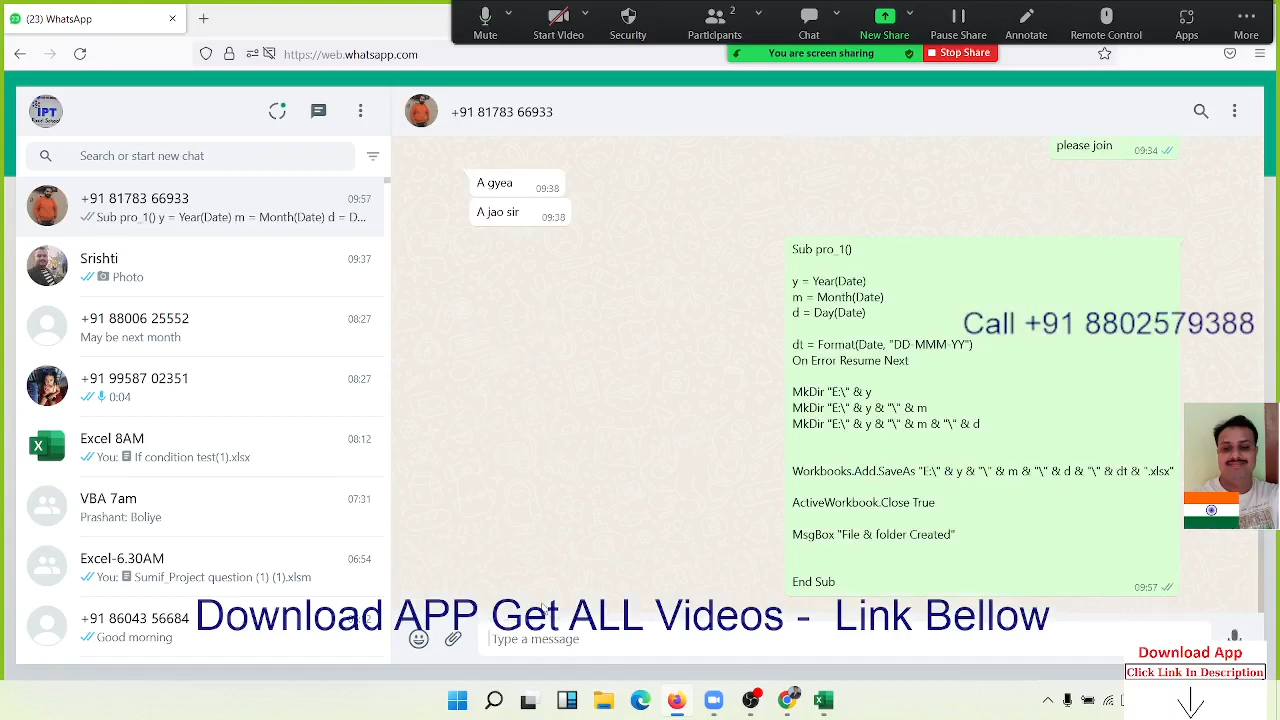 (23) WhatsApp
Mute
Start Video
Security
2
Participants
Chat
New Share
Pause Share
Annotate
Remote Control
Apps
More
https://web.whatsapp.com
You are screen sharing
Stop Share
IPT
Excel School
+91 81783 66933
Search or start new chat
+91 81783 66933
09:57
Sub pro_1() y = Year(Date) m = Month(Date) d = D...
Srishti
09:37
Photo
+91 88006 25552
08:27
May be next month
+91 99587 02351
08:27
0:04
Excel 8AM
08:12
You: If condition test(1).xlsx
VBA 7am
07:31
Prashant: Boliye
Excel-6.30AM
06:54
You: Sumif_Project question (1) (1).xlsm
+91 86043 56684
Good morning
please join
09:34
A gyea
09:38
A jao sir
09:38
Sub pro_1()
y = Year(Date)
m = Month(Date)
d = Day(Date)
dt = Format(Date, "DD-MMM-YY")
On Error Resume Next
MkDir "E:\" & y
MkDir "E:\" & y & "\" & m
MkDir "E:\" & y & "\" & m & "\" & d
Workbooks.Add.SaveAs "E:\" & y & "\" & m & "\" & d & "\" & dt & ".xlsx"
ActiveWorkbook.Close True
MsgBox "File & folder Created"
End Sub
09:57
Call +91 8802579388
Download APP Get ALL Videos - Link Bellow
Type a message
Download App
Click Link In Description